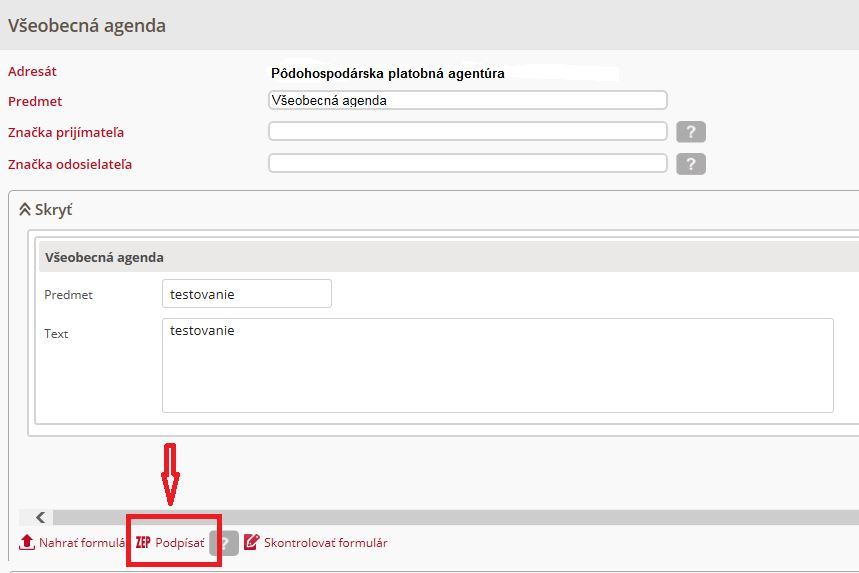 Všeobecná agenda
Adresát Pôdohospodárska platobná agentúra
Predmet Všeobecná agenda
Značka prijímateľa ?
Značka odosielateľa ?
Skryť
Všeobecná agenda
Predmet testovanie
Text testovanie
Nahrať formulá ZEP Podpísať ? Skontrolovať formulár